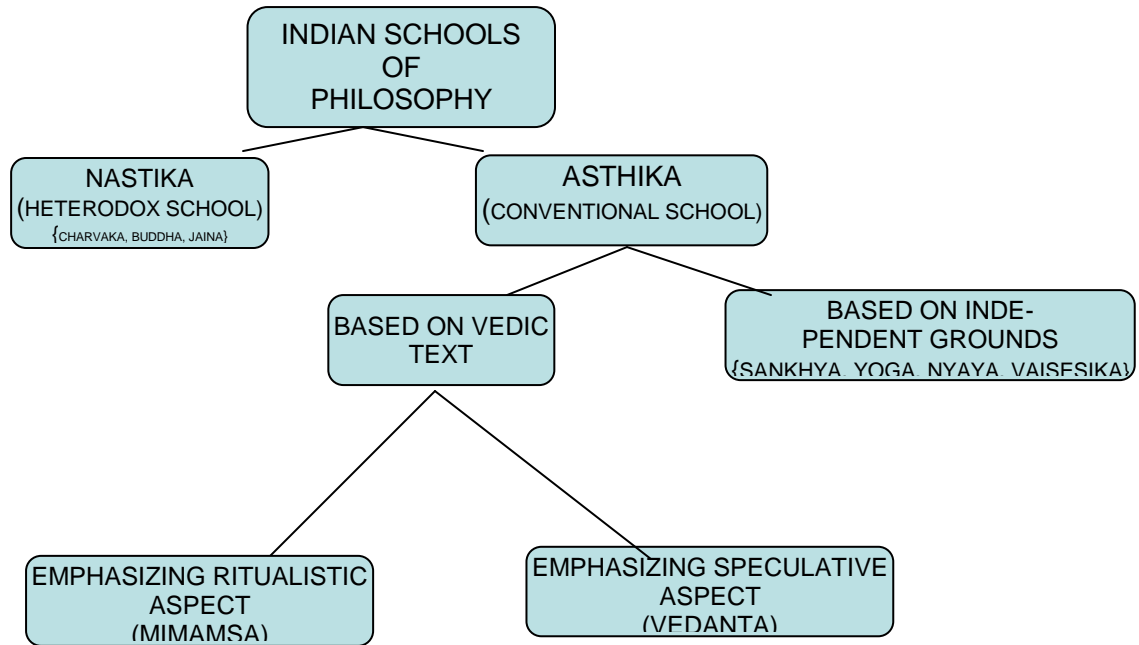 INDIAN SCHOOLS
OF
PHILOSOPHY
NASTIKA
(HETERODOX SCHOOL)
{CHARVAKA, BUDDHA, JAINA}
ASTHIKA
(CONVENTIONAL SCHOOL)
BASED ON VEDIC
TEXT
BASED ON INDE-
PENDENT GROUNDS
{SANKHYA, YOGA, NYAYA, VAISESIKA}
EMPHASIZING RITUALISTIC
ASPECT
(MIMAMSA)
EMPHASIZING SPECULATIVE
ASPECT
(VEDANTA)